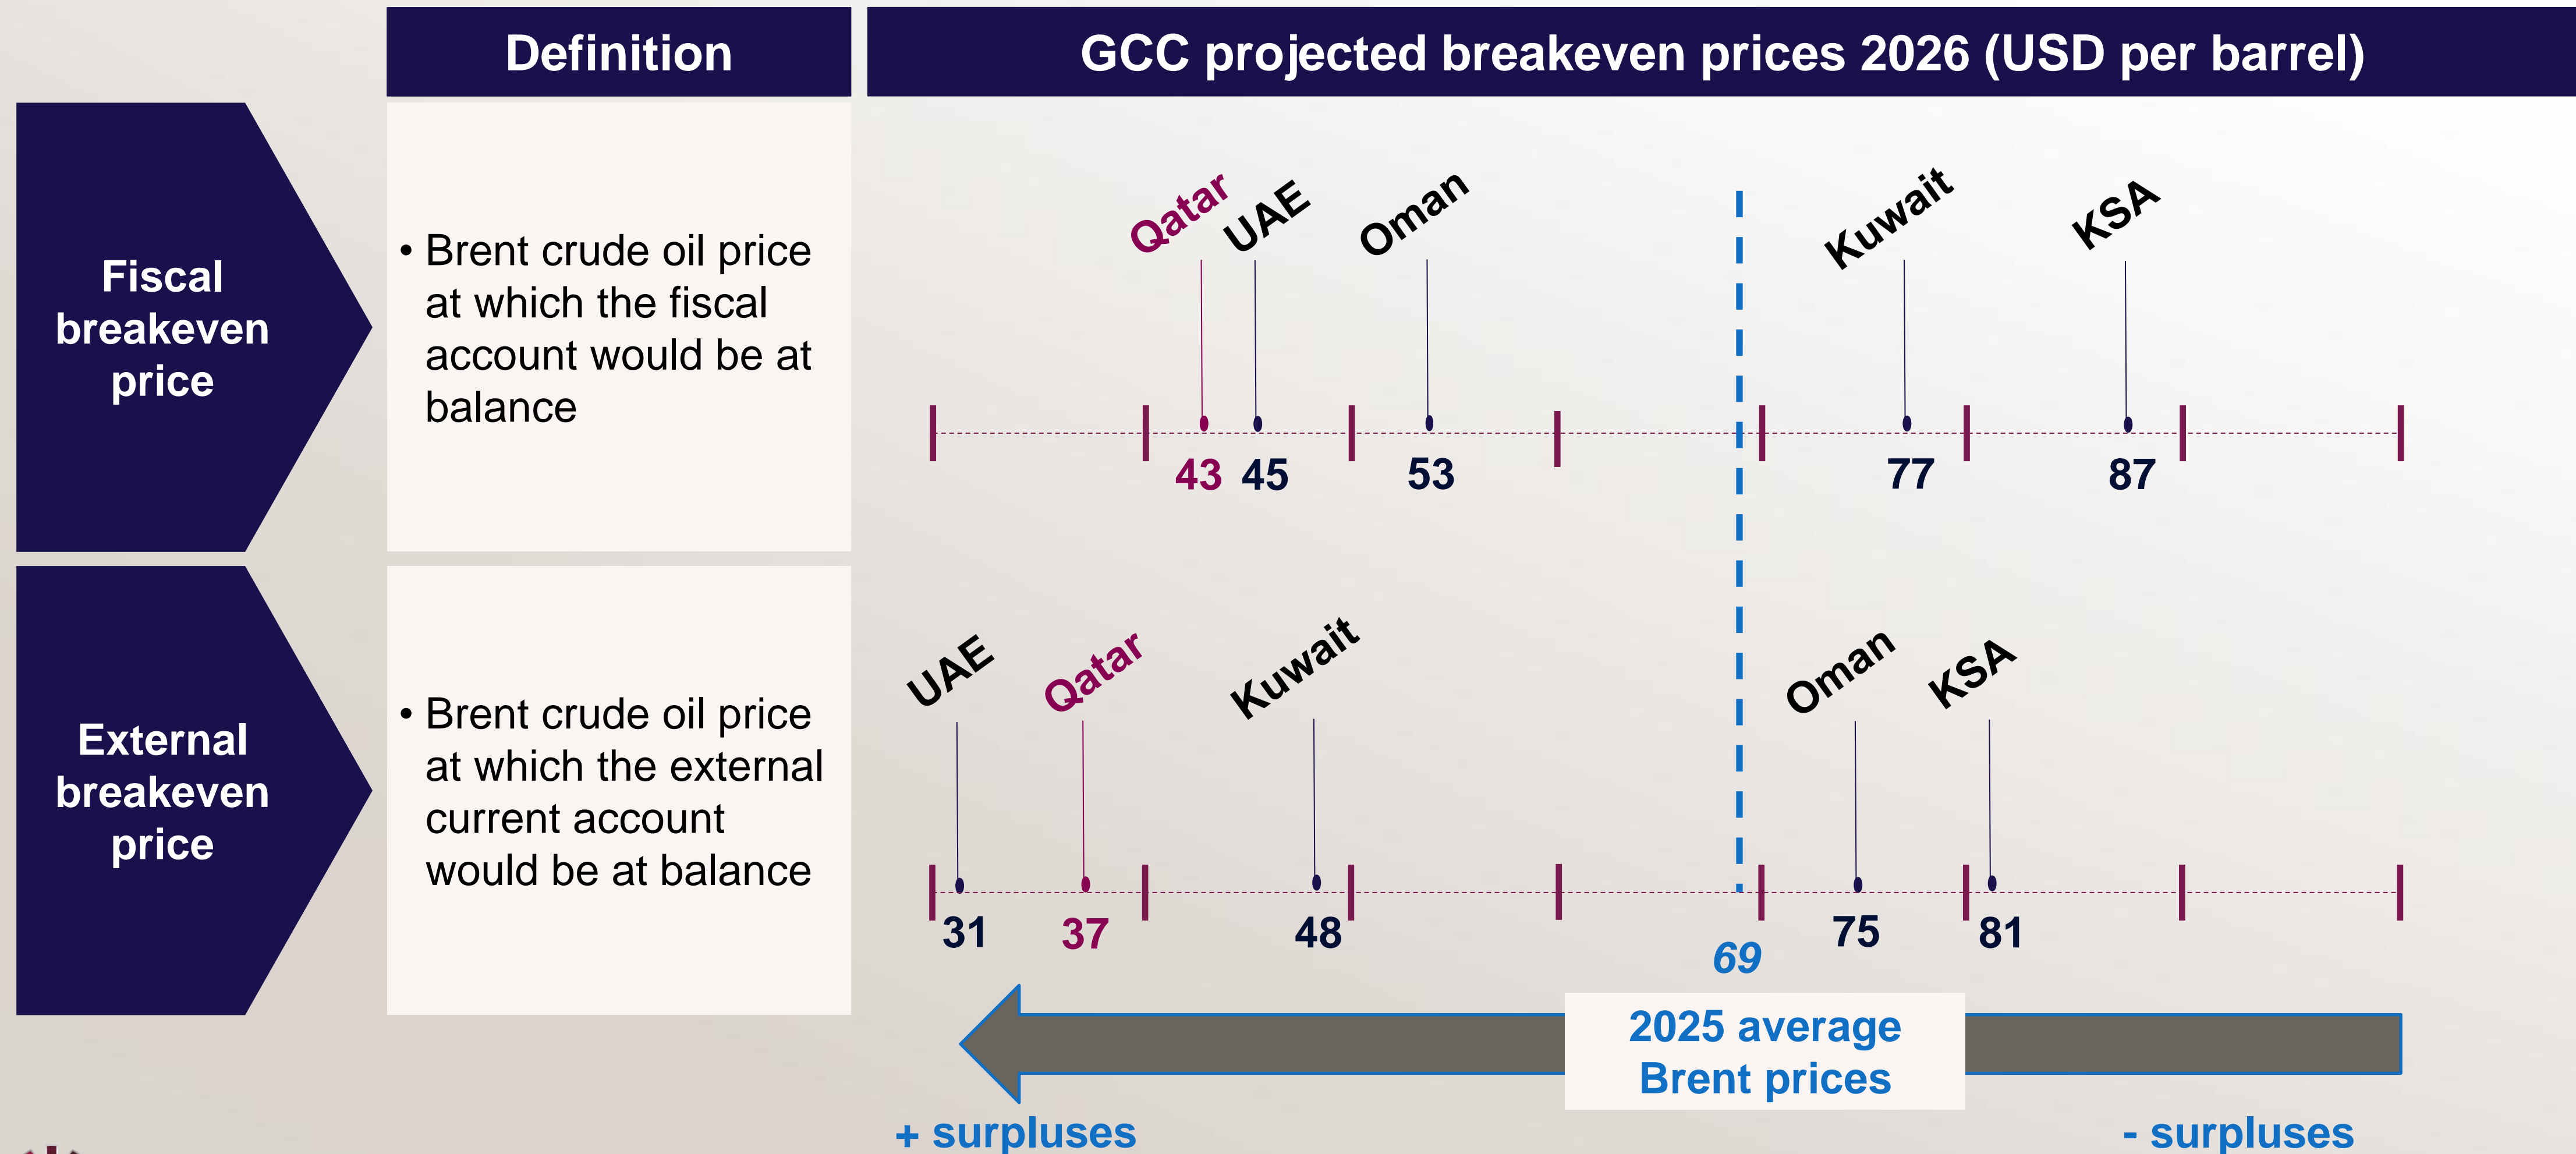 Definition
GCC projected breakeven prices 2026 (USD per barrel)
Fiscal
breakeven
price
• Brent crude oil price
at which the fiscal
account would be at
balance
Qatar
UAE
Oman
Kuwait
KSA
43
45
53
77
87
External
breakeven
price
• Brent crude oil price
at which the external
current account
would be at balance
UAE
Qatar
Kuwait
Oman
KSA
31
37
48
75
81
69
2025 average
Brent prices
+ surpluses
- surpluses